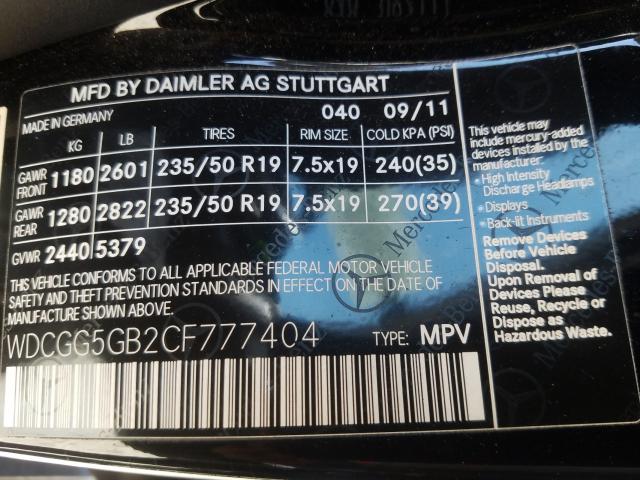 MFD BY DAIMLER AG STUTTGART
MADE IN GERMANY 040 09/11
KG LB TIRES RIM SIZE COLD KPA (PSI)
GAWR FRONT 1180 2601 235/50 R19 7.5x19 240(35)
GAWR REAR 1280 2822 235/50 R19 7.5x19 270(39)
GVWR 2440 5379
THIS VEHICLE CONFORMS TO ALL APPLICABLE FEDERAL MOTOR VEHICLE
SAFETY AND THEFT PREVENTION STANDARDS IN EFFECT ON THE DATE OF
MANUFACTURE SHOWN ABOVE.
WDCGG5GB2CF777404 TYPE: MPV
This vehicle may
include mercury-added
devices installed by the
manufacturer:
* High Intensity
Discharge Headlamps
* Displays
* Back-lit Instruments
Remove Devices
Before Vehicle
Disposal.
Upon Removal of
Devices Please
Reuse, Recycle or
Dispose as
Hazardous Waste.